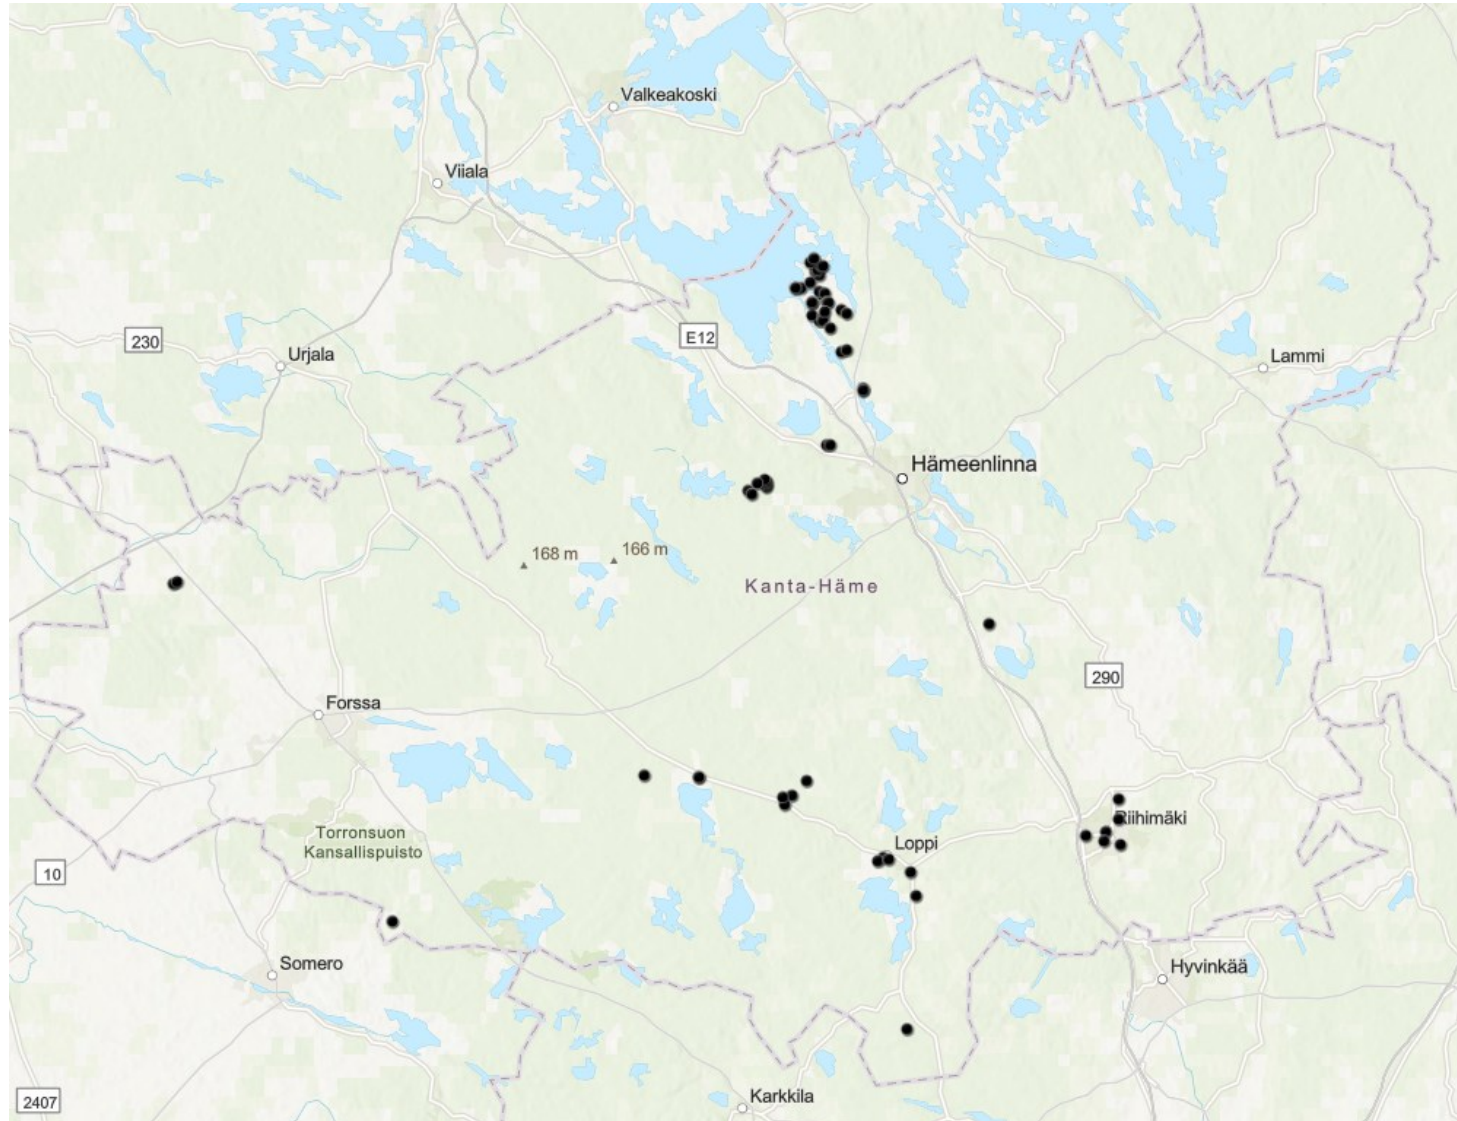 Valkeakoski
Viiala
E12
230
Urjala
Lammi
Hämeenlinna
168 m
166 m
Kanta-Häme
290
Forssa
Riihimäki
Torronsuon
Kansallispuisto
Loppi
10
Somero
Hyvinkää
2407
Karkkila